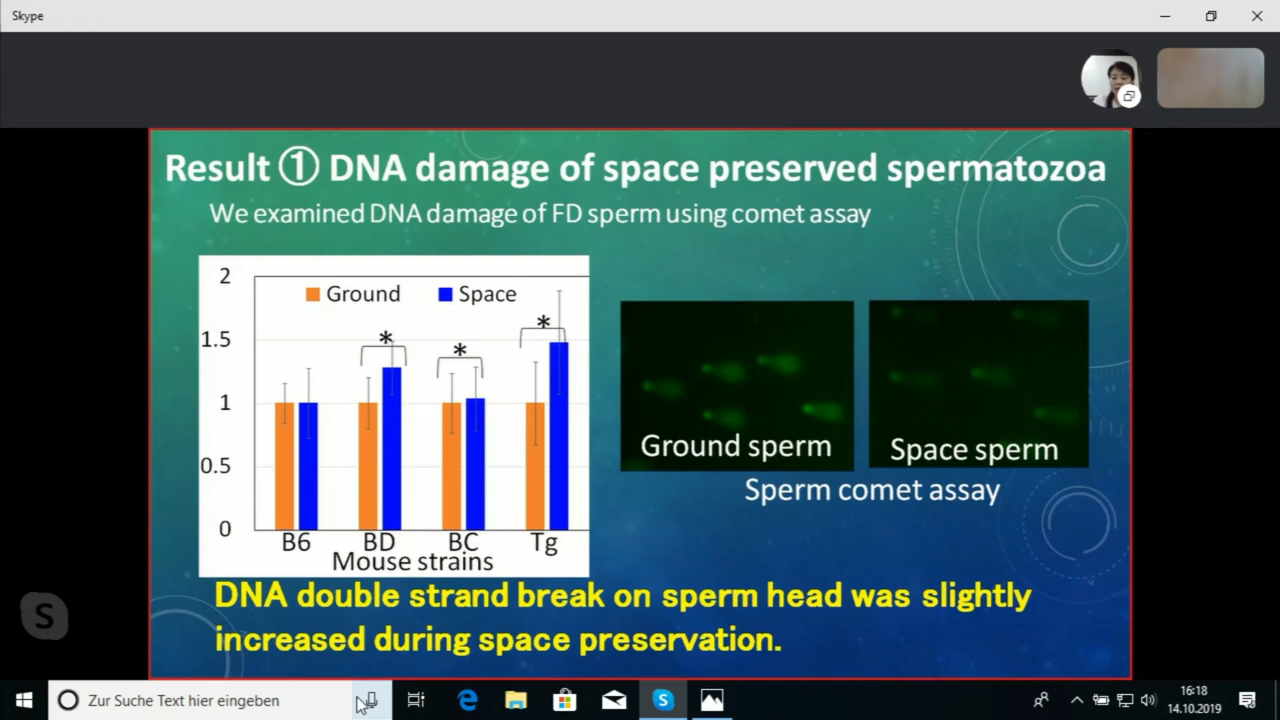 Skype
Result ① DNA damage of space preserved spermatozoa
We examined DNA damage of FD sperm using comet assay
2
Ground Space
1.5
* * *
1
0.5
0
B6 BD BC Tg
Mouse strains
Ground sperm
Space sperm
Sperm comet assay
DNA double strand break on sperm head was slightly
increased during space preservation.
S
Zur Suche Text hier eingeben
16:18
14.10.2019